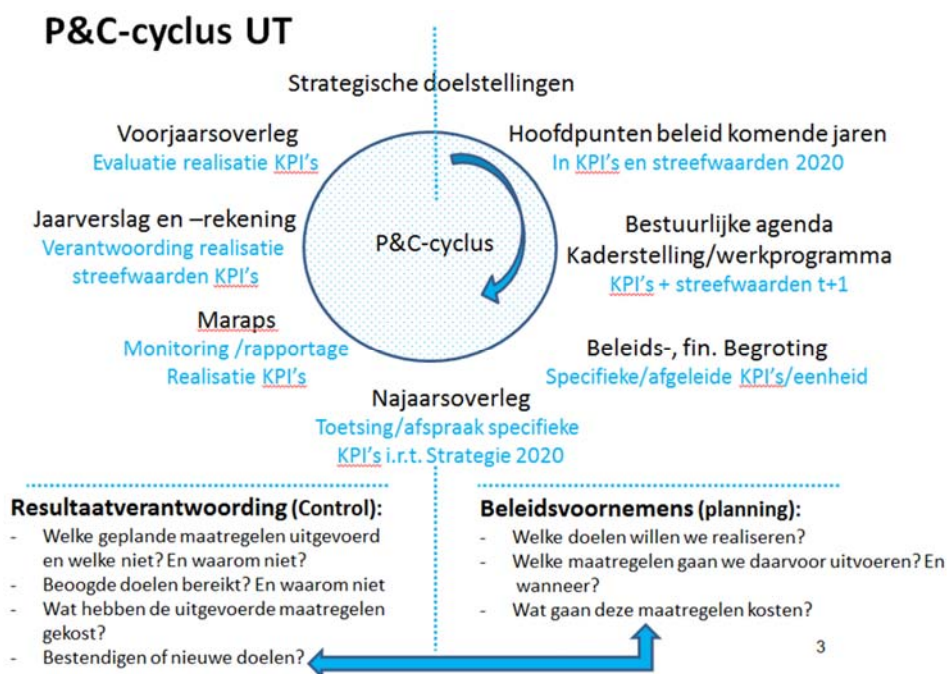 P&C-cyclus UT
Strategische doelstellingen
Voorjaarsoverleg
Evaluatie realisatie KPI's
Hoofdpunten beleid komende jaren
In KPI's en streefwaarden 2020
Jaarverslag en –rekening
Verantwoording realisatie
streefwaarden KPI's
P&C-cyclus
Bestuurlijke agenda
Kaderstelling/werkprogramma
KPI's + streefwaarden t+1
Maraps
Monitoring /rapportage
Realisatie KPI's
Beleids-, fin. Begroting
Specifieke/afgeleide KPI's/eenheid
Najaarsoverleg
Toetsing/afspraak specifieke
KPI's i.r.t. Strategie 2020
Resultaatverantwoording (Control):
- Welke geplande maatregelen uitgevoerd
en welke niet? En waarom niet?
- Beoogde doelen bereikt? En waarom niet
- Wat hebben de uitgevoerde maatregelen
gekost?
- Bestendigen of nieuwe doelen?
Beleidsvoornemens (planning):
- Welke doelen willen we realiseren?
- Welke maatregelen gaan we daarvoor uitvoeren? En
wanneer?
- Wat gaan deze maatregelen kosten?
3